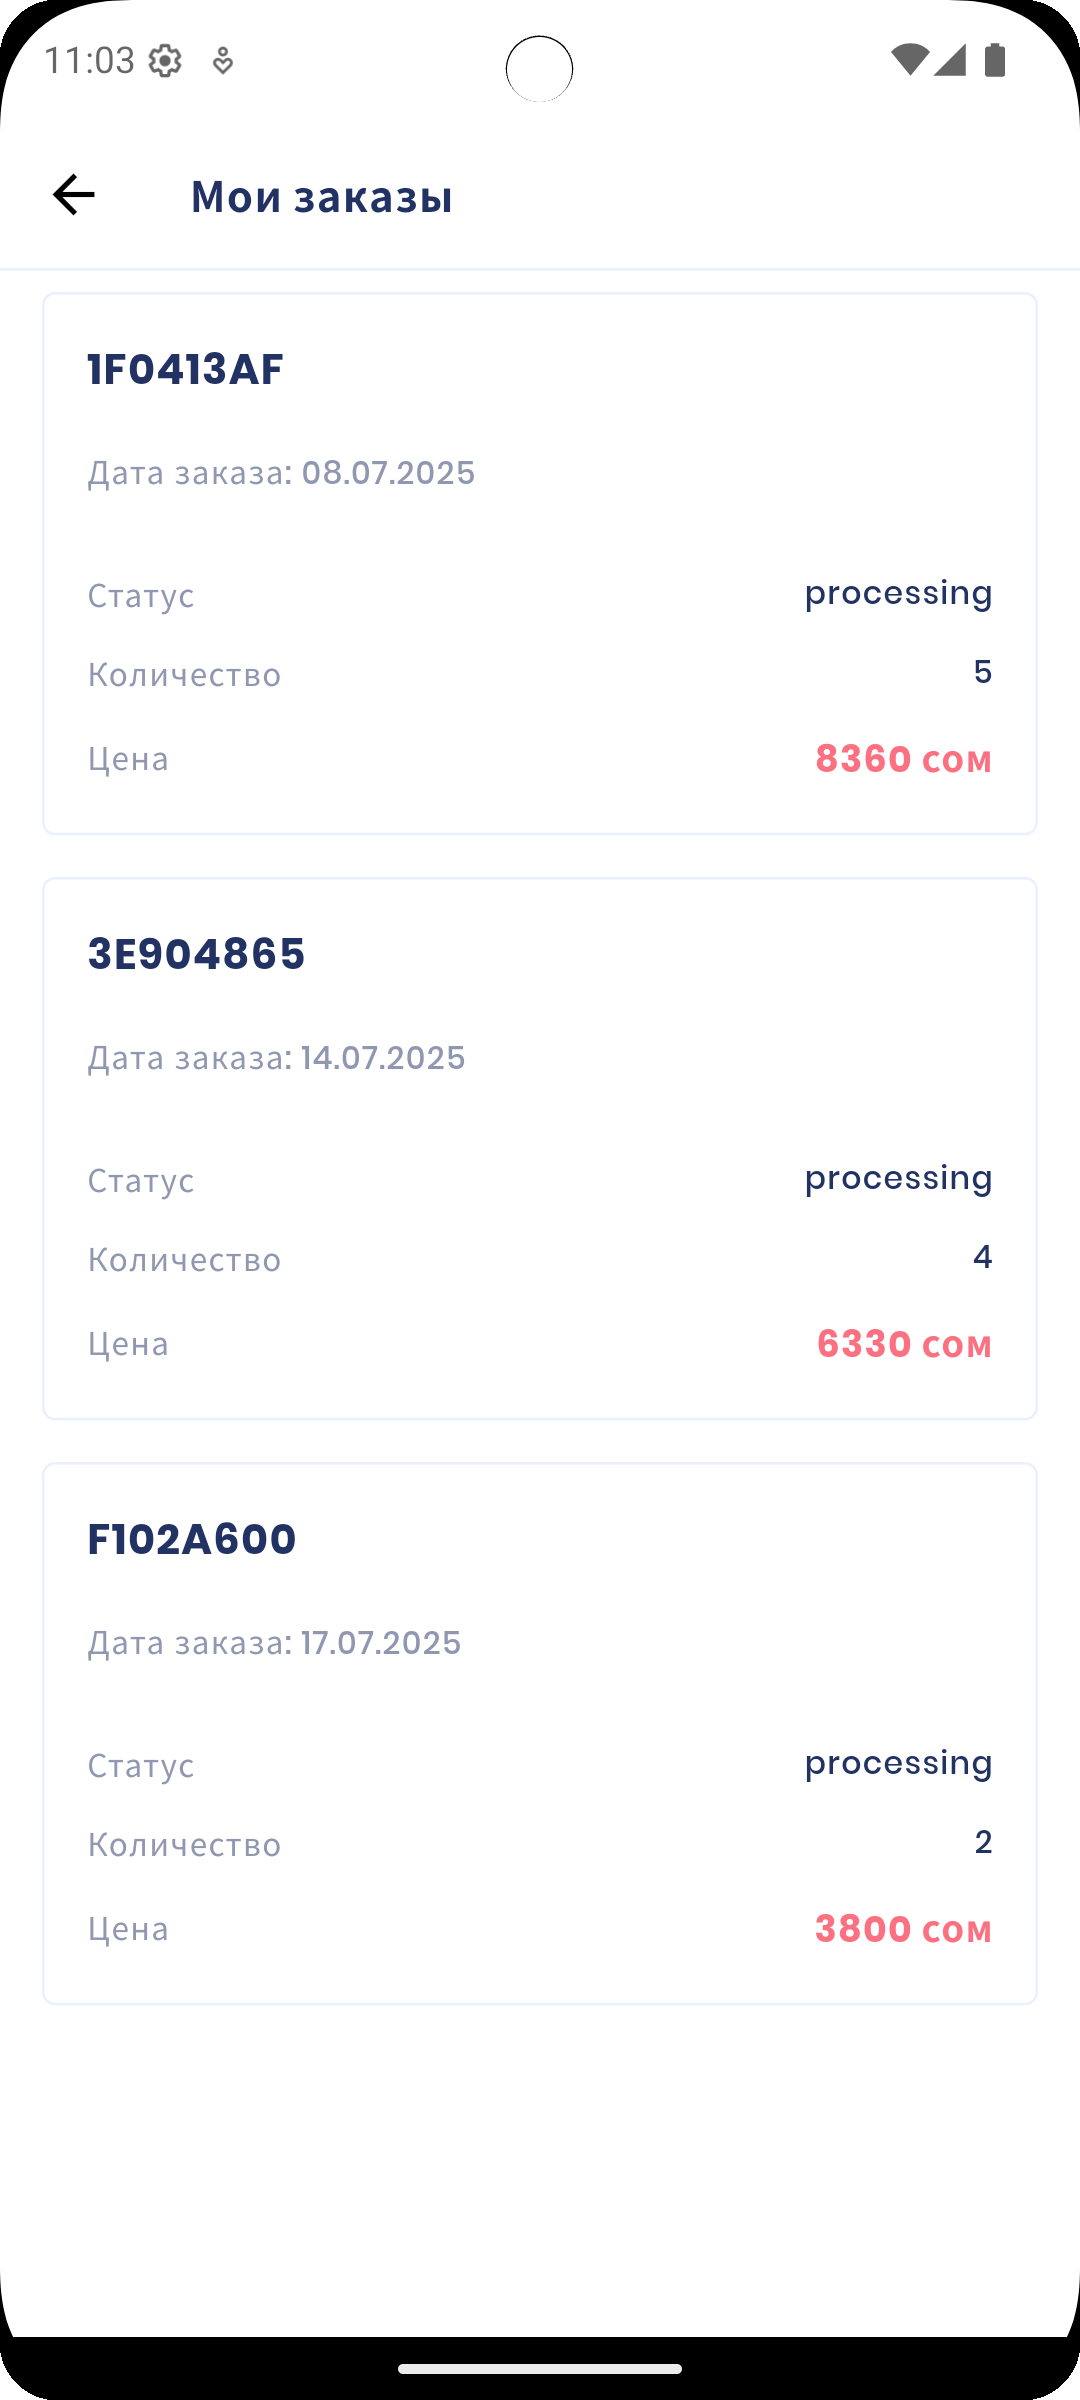 11:03
Мои заказы
1F0413AF
Дата заказа: 08.07.2025
Статус processing
Количество 5
Цена 8360 сом
3E904865
Дата заказа: 14.07.2025
Статус processing
Количество 4
Цена 6330 сом
F102A600
Дата заказа: 17.07.2025
Статус processing
Количество 2
Цена 3800 сом